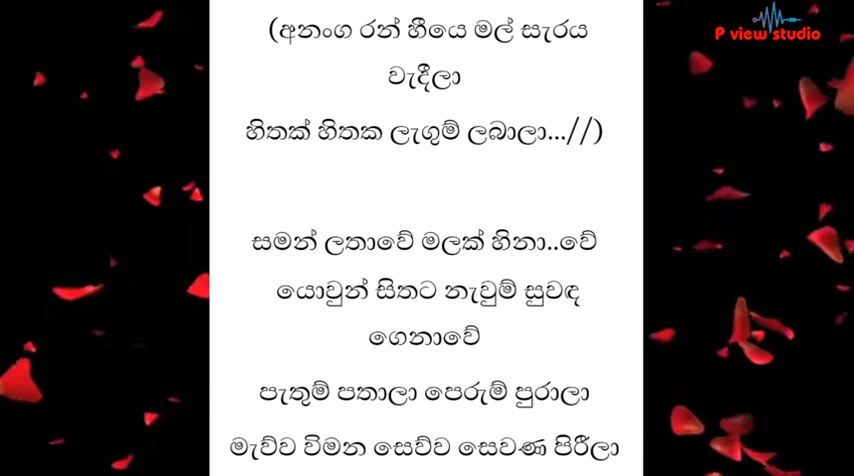 P view studio
(අනංග රන් හීයෙ මල් සැරය
වැදීලා
හිතක් හිතක ලැගුම් ලබාලා...//)
සමන් ලතාවේ මලක් හිනා..වේ
යොවුන් සිතට නැවුම් සුවඳ
ගෙනාවේ
පැතුම් පතාලා පෙරුම් පුරාලා
මැව්ව විමන සෙව්ව සෙවණ පිරීලා